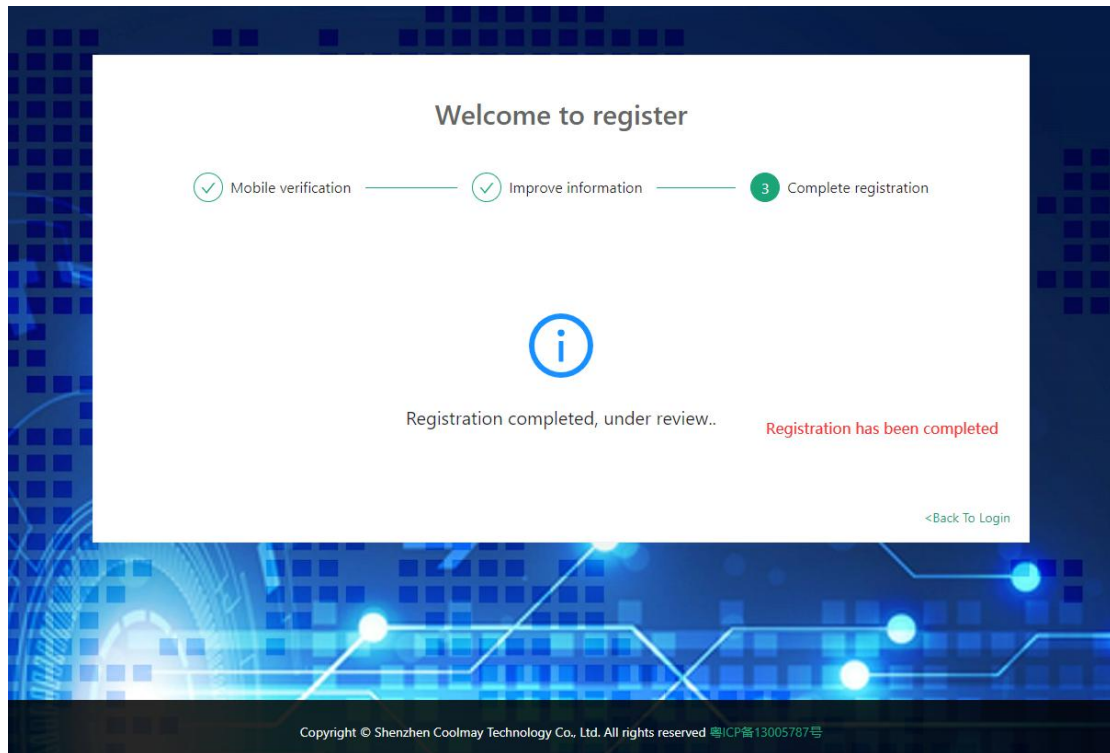 Welcome to register
Mobile verification
Improve information
3 Complete registration
Registration completed, under review..
Registration has been completed
<Back To Login
Copyright © Shenzhen Coolmay Technology Co., Ltd. All rights reserved 粤ICP备13005787号